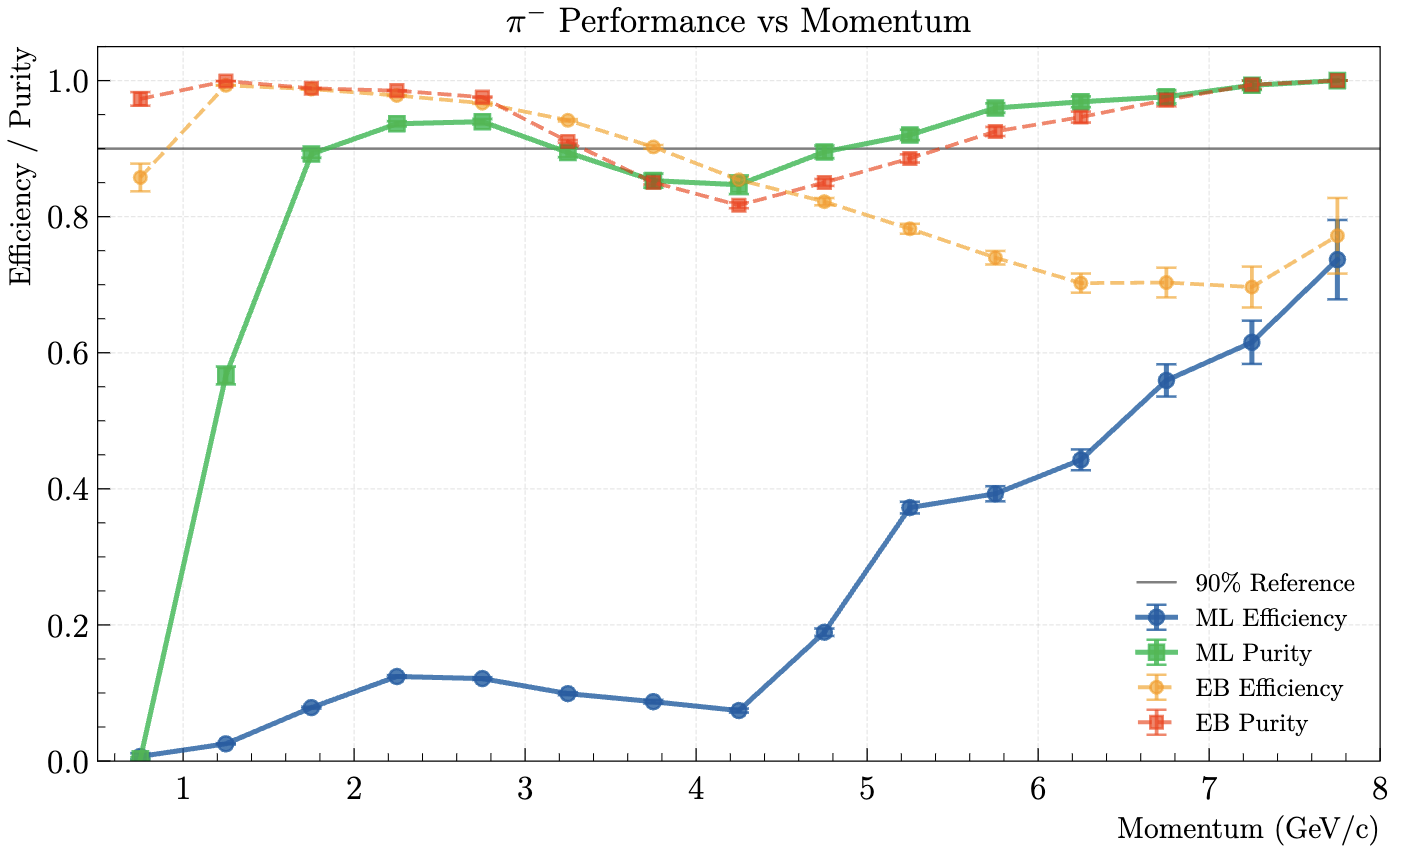 π⁻ Performance vs Momentum
Efficiency / Purity
1.0
0.8
0.6
0.4
0.2
0.0
1 2 3 4 5 6 7 8
Momentum (GeV/c)
90% Reference
ML Efficiency
ML Purity
EB Efficiency
EB Purity